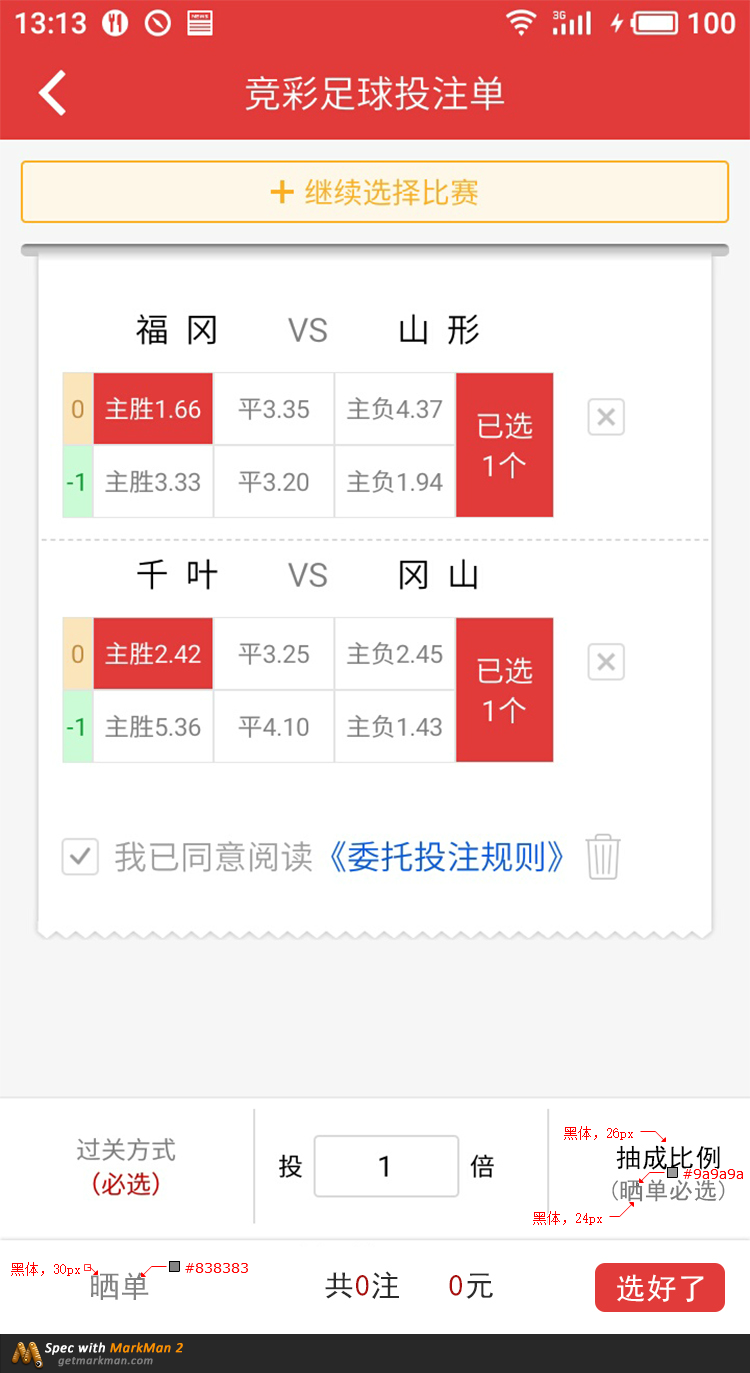 13:13 NEWS 3G 100
竞彩足球投注单
+ 继续选择比赛
福 冈 VS 山 形
0 主胜1.66 平3.35 主负4.37
已选
1个
-1 主胜3.33 平3.20 主负1.94
千 叶 VS 冈 山
0 主胜2.42 平3.25 主负2.45
已选
1个
-1 主胜5.36 平4.10 主负1.43
我已同意阅读《委托投注规则》
过关方式
(必选)
投 1 倍
黑体，26px
抽成比例
#9a9a9a
(晒单必选)
黑体，24px
黑体，30px
#838383
晒单
共0注 0元
选好了
Spec with MarkMan 2
getmarkman.com